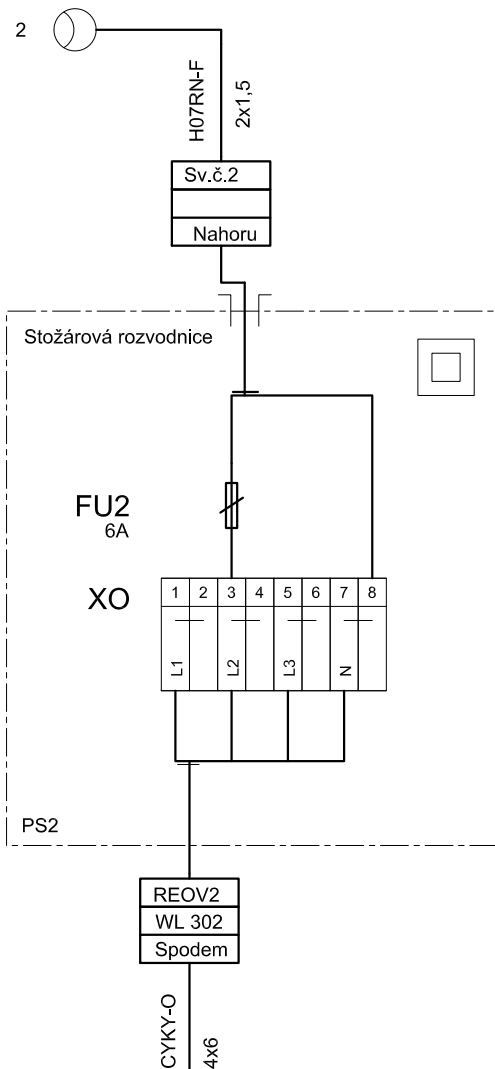 2
H07RN-F
2x1,5
Sv.č.2
Nahoru
Stožárová rozvodnice
FU2
6A
XO
1 2 3 4 5 6 7 8
L1 L2 L3 N
PS2
REOV2
WL 302
Spodem
CYKY-O
4x6